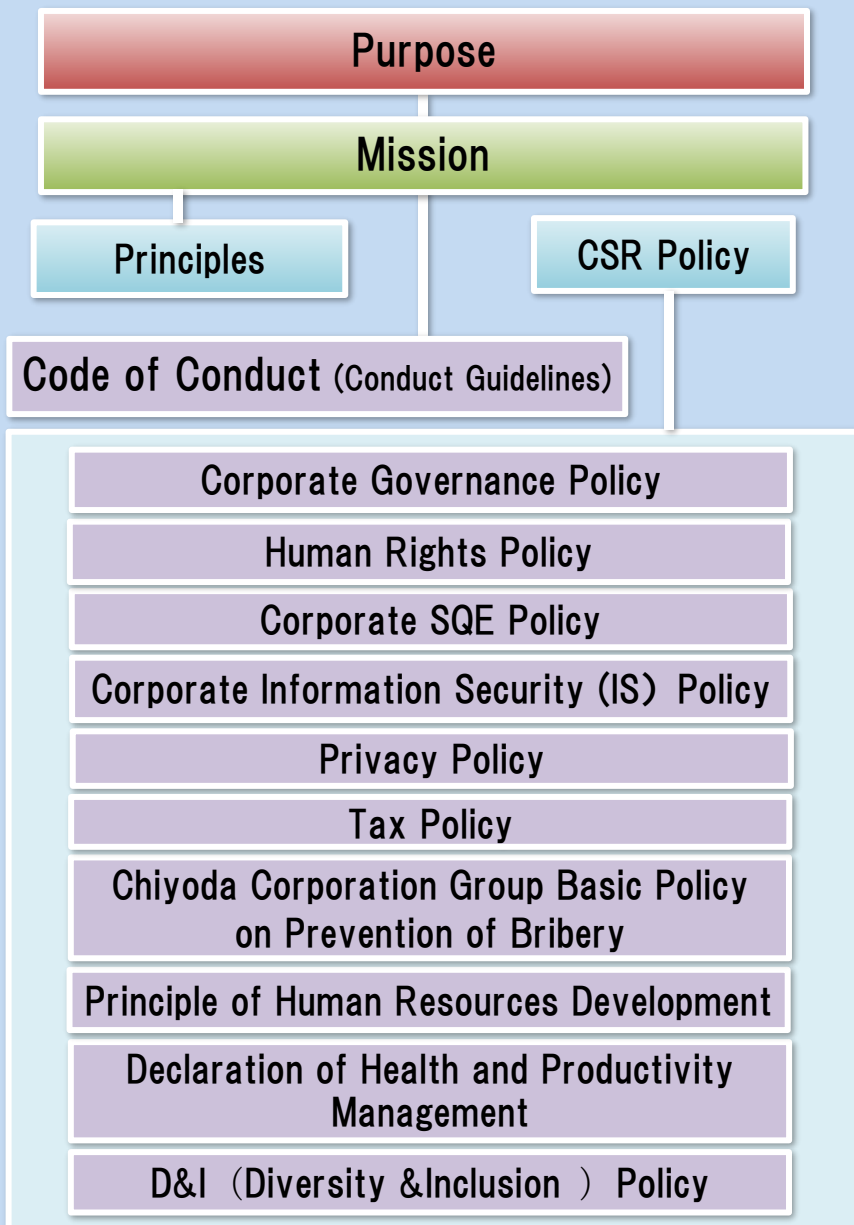 Purpose
Mission
Principles
CSR Policy
Code of Conduct (Conduct Guidelines)
Corporate Governance Policy
Human Rights Policy
Corporate SQE Policy
Corporate Information Security (IS） Policy
Privacy Policy
Tax Policy
Chiyoda Corporation Group Basic Policy
on Prevention of Bribery
Principle of Human Resources Development
Declaration of Health and Productivity
Management
D&I （Diversity &Inclusion ） Policy